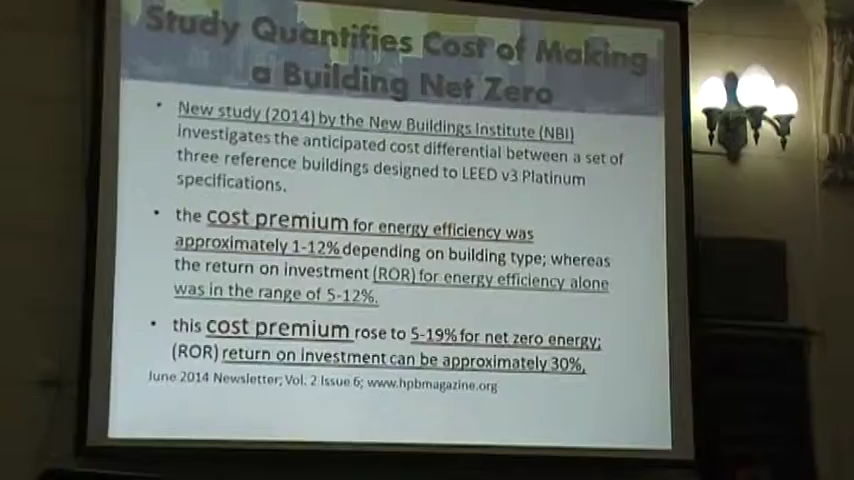 Study Quantifies Cost of Making
a Building Net Zero
• New study (2014) by the New Buildings Institute (NBI)
investigates the anticipated cost differential between a set of
three reference buildings designed to LEED v3 Platinum
specifications.
• the cost premium for energy efficiency was
approximately 1-12% depending on building type; whereas
the return on investment (ROR) for energy efficiency alone
was in the range of 5-12%.
• this cost premium rose to 5-19% for net zero energy;
(ROR) return on investment can be approximately 30%.
June 2014 Newsletter; Vol. 2 Issue 6; www.hpbmagazine.org